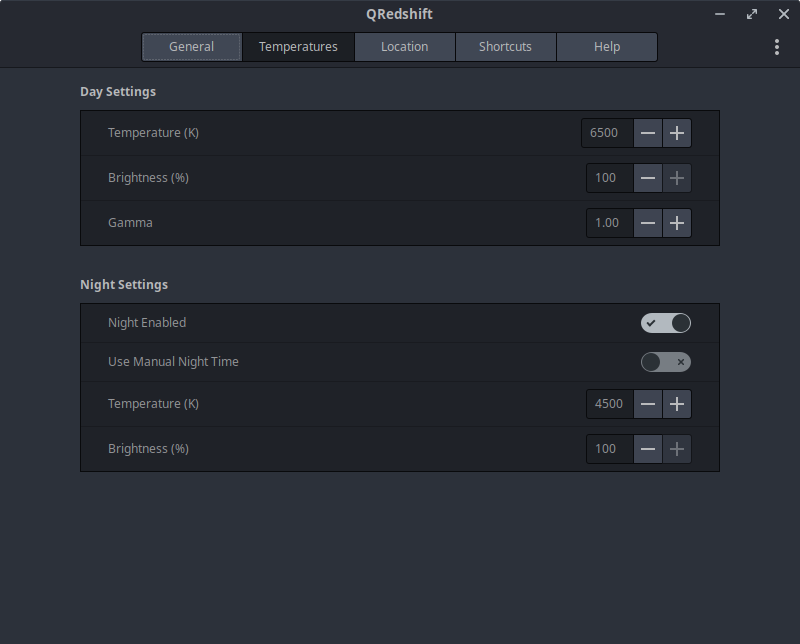 QRedshift
General Temperatures Location Shortcuts Help
Day Settings
Temperature (K) 6500
Brightness (%) 100
Gamma 1.00
Night Settings
Night Enabled
Use Manual Night Time
Temperature (K) 4500
Brightness (%) 100